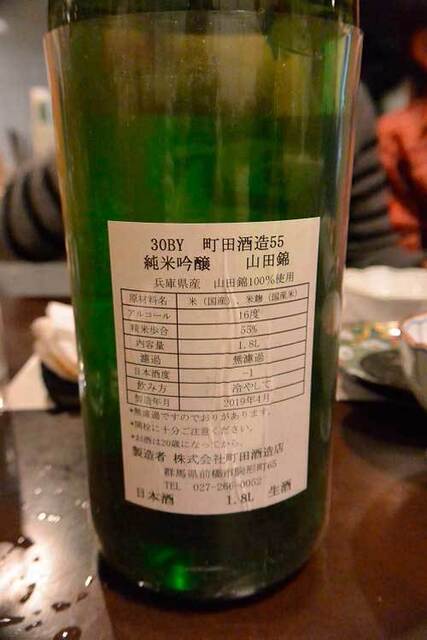 30BY 町田酒造55
純米吟醸 山田錦
兵庫県産 山田錦100%使用
原材料名 米（国産）、米麹（国産米）
アルコール 16度
精米歩合 55%
内容量 1.8L
濾過 無濾過
日本酒度 -1
飲み方 冷やして
製造年月 2019年4月
*無濾過ですのでおりがあります。
*開栓に十分ご注意ください。
*お酒は20歳になってから。
製造者 株式会社町田酒造店
群馬県前橋市駒形町65
TEL 027-266-0052
日本酒 1.8L 生酒